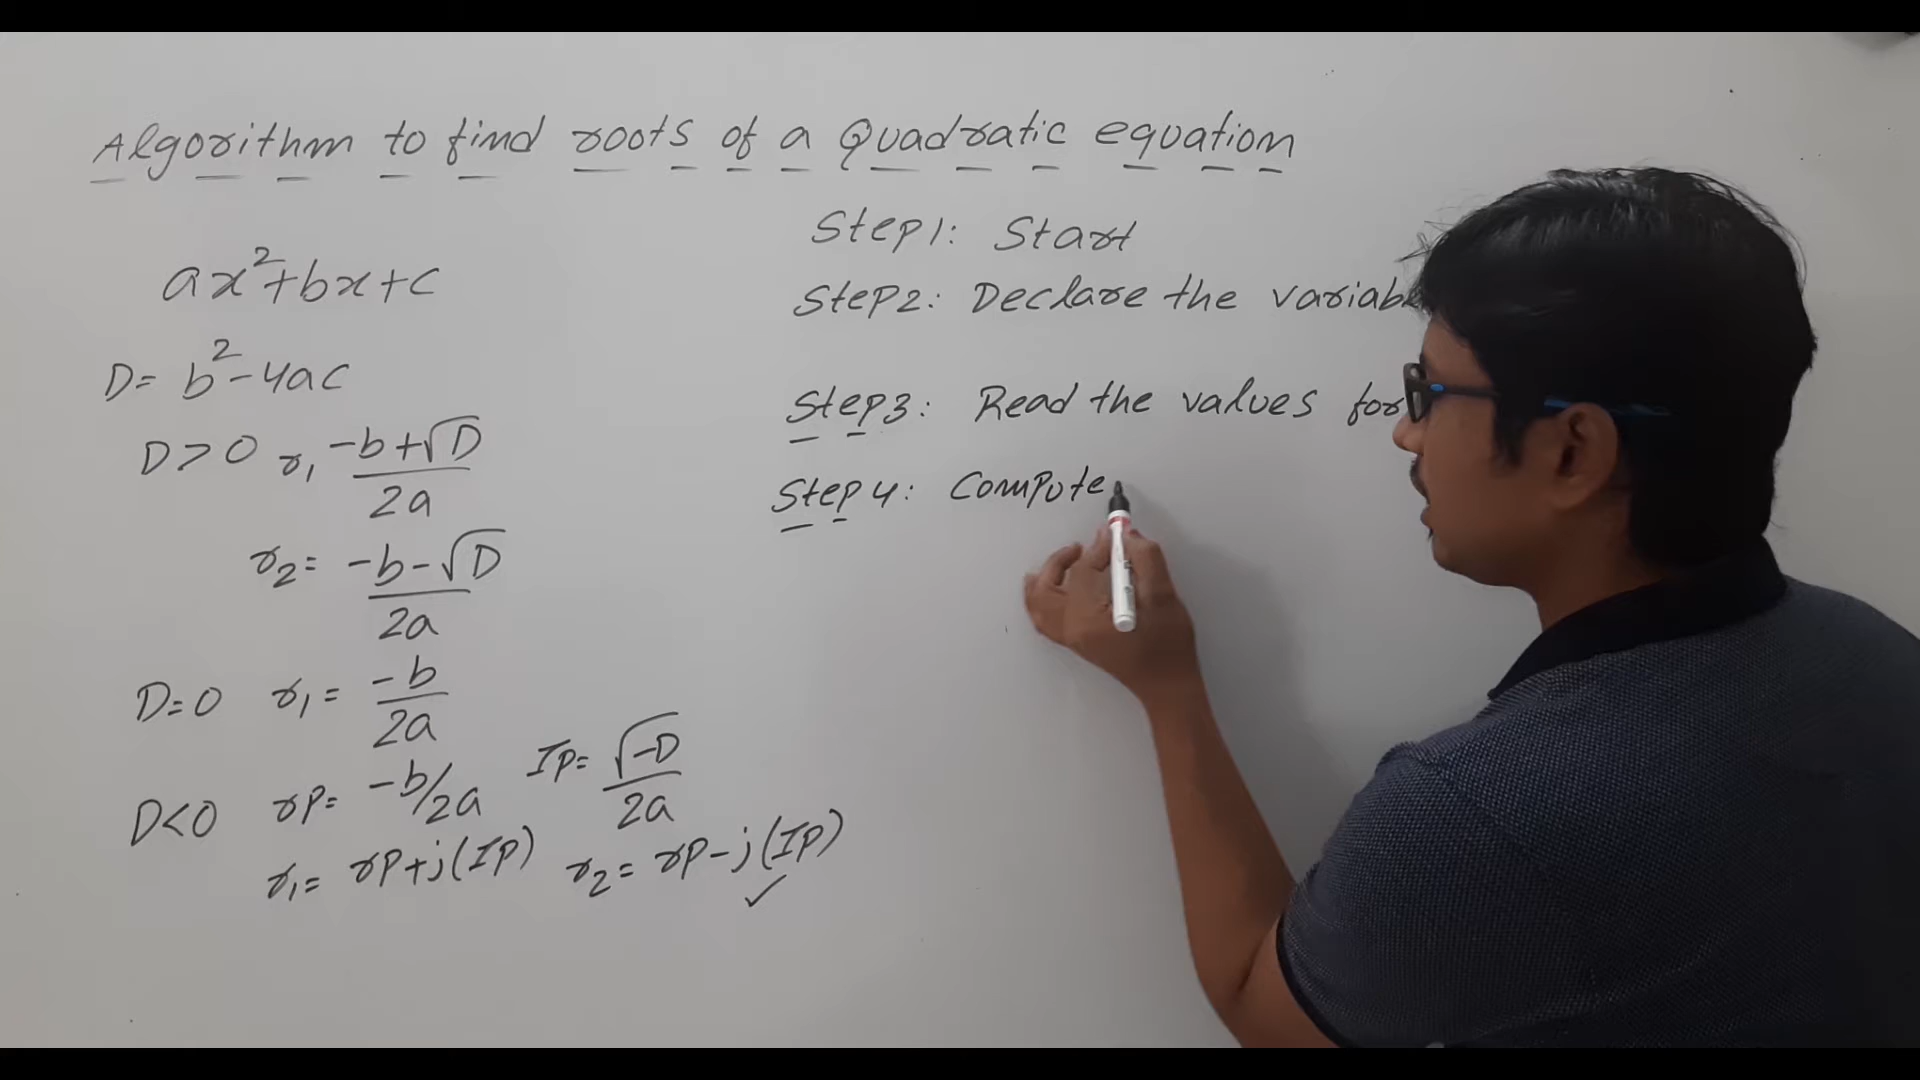 Algorithm to find roots of a Quadratic equation
ax²+bx+c
D= b²-4ac
D>0 r₁ (-b+√D)/2a
r₂= (-b-√D)/2a
D=0 r₁= -b/2a
D<0 rp= -b/2a Ip= √-D/2a
r₁= rp+j(Ip) r₂= rp-j(Ip) ✓
Step1: Start
Step2: Declare the
Step3: Read the values for
Step4: Compute